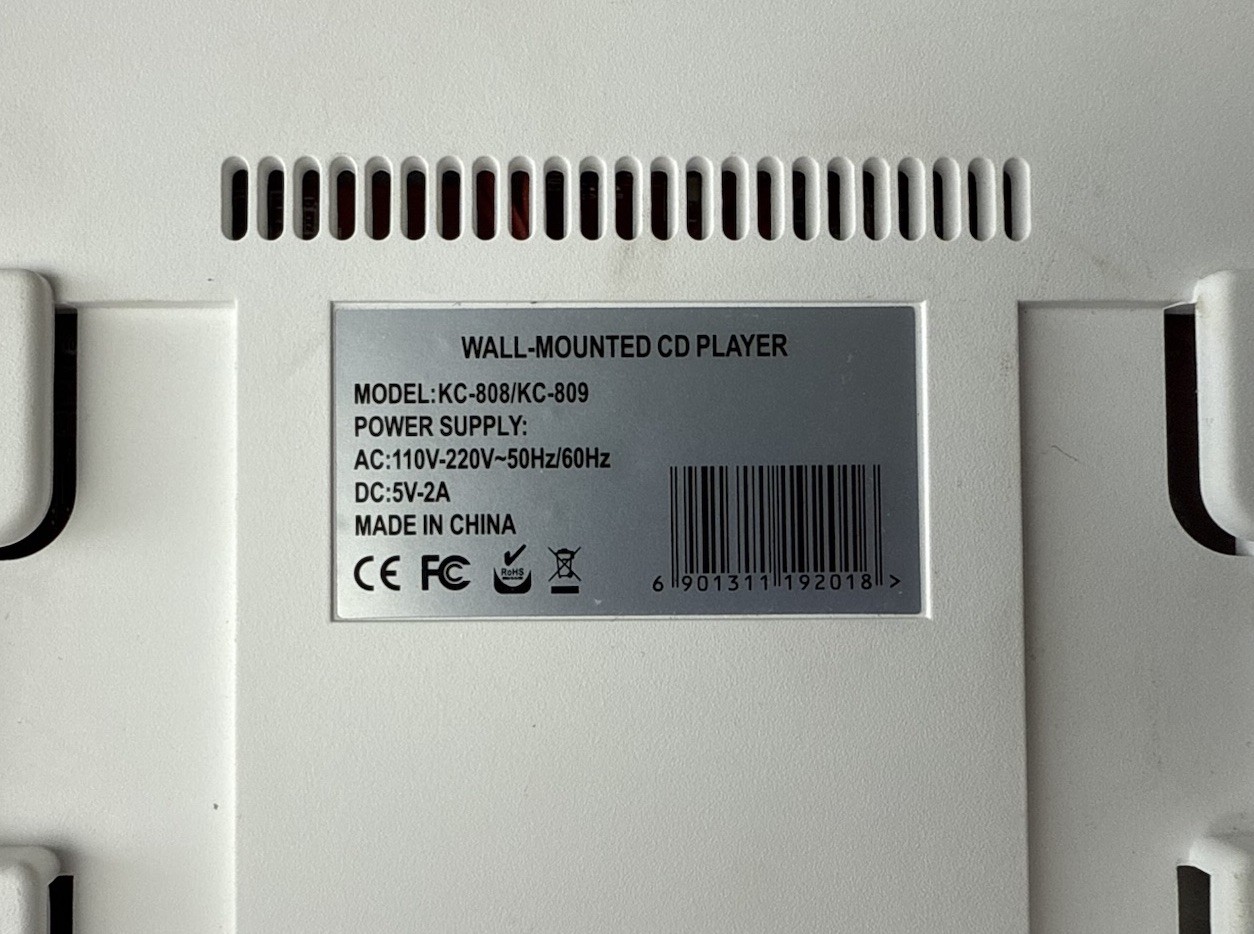 WALL-MOUNTED CD PLAYER
MODEL:KC-808/KC-809
POWER SUPPLY:
AC:110V-220V~50Hz/60Hz
DC:5V-2A
MADE IN CHINA
CE FC RoHS
6 901311 192018 >